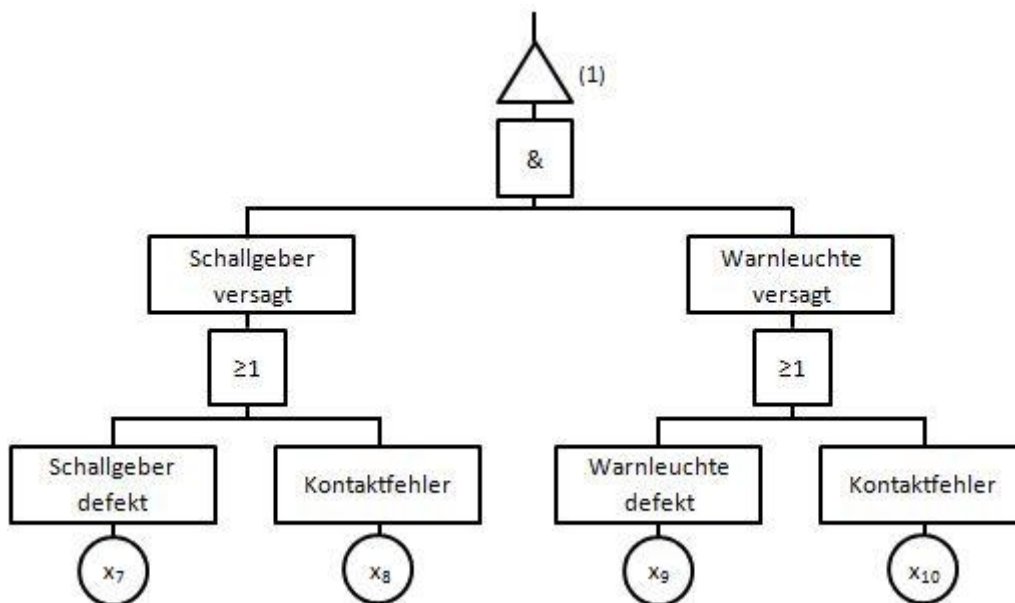 (1)
&
Schallgeber
versagt
Warnleuchte
versagt
≥1
≥1
Schallgeber
defekt
Kontaktfehler
Warnleuchte
defekt
Kontaktfehler
x₇
x₈
x₉
x₁₀